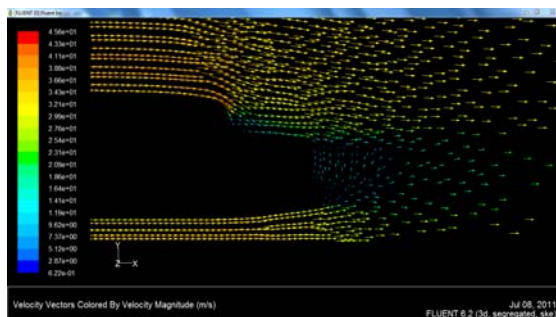 4.56e+01
4.33e+01
4.11e+01
3.88e+01
3.66e+01
3.43e+01
3.21e+01
2.99e+01
2.76e+01
2.54e+01
2.31e+01
2.09e+01
1.86e+01
1.64e+01
1.41e+01
1.19e+01
9.62e+00
7.37e+00
5.12e+00
2.87e+00
6.22e-01
Y
Z X
Velocity Vectors Colored By Velocity Magnitude (m/s)
Jul 08, 2011
FLUENT 6.2 (3d, segregated, ske